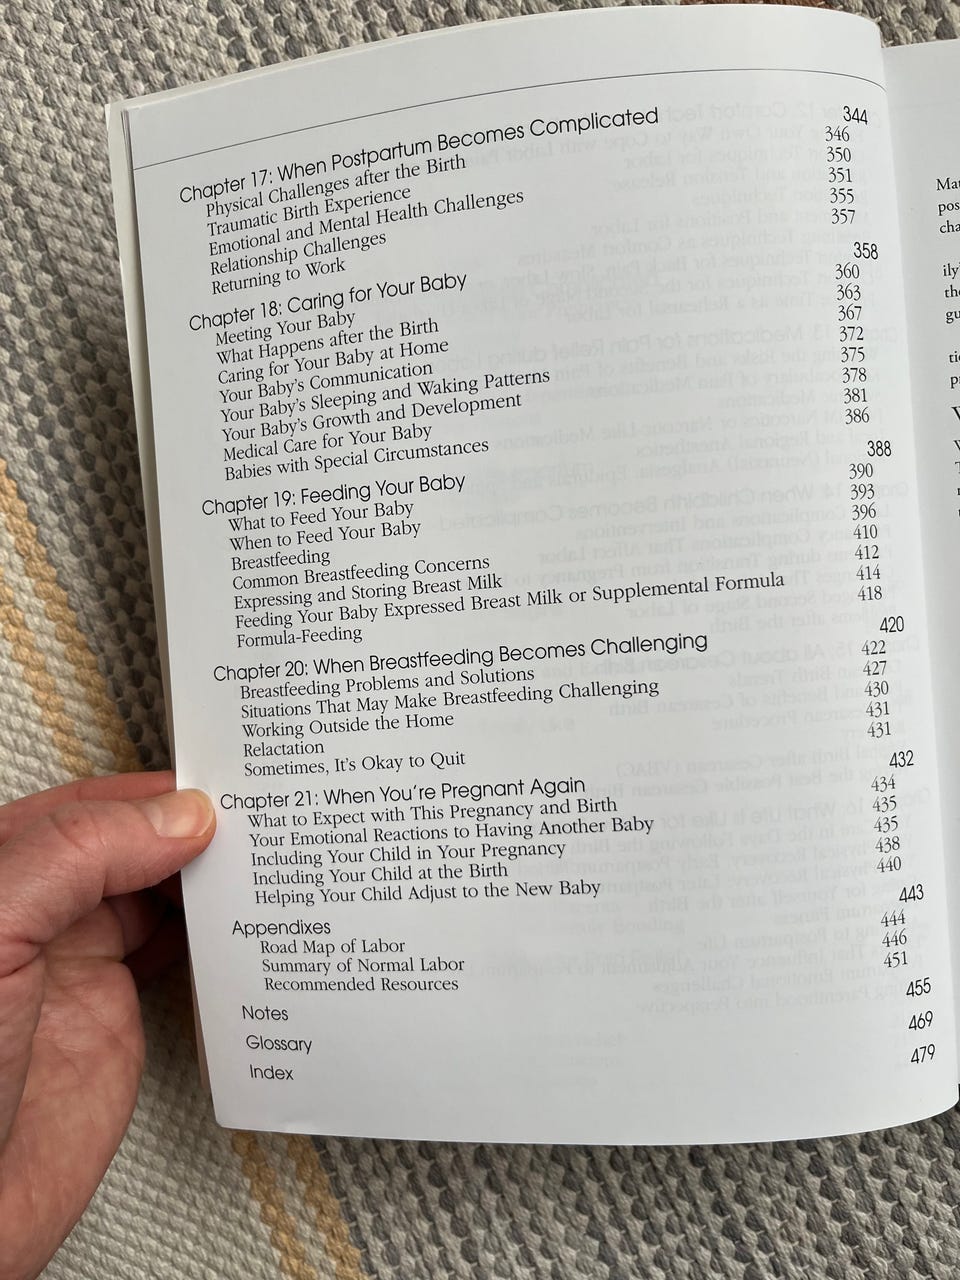 Chapter 17: When Postpartum Becomes Complicated 344
Physical Challenges after the Birth 346
Traumatic Birth Experience 350
Emotional and Mental Health Challenges 351
Relationship Challenges 355
Returning to Work 357
Chapter 18: Caring for Your Baby 358
Meeting Your Baby 360
What Happens after the Birth 363
Caring for Your Baby at Home 367
Your Baby's Communication 372
Your Baby's Sleeping and Waking Patterns 375
Your Baby's Growth and Development 378
Medical Care for Your Baby 381
Babies with Special Circumstances 386
Chapter 19: Feeding Your Baby 388
What to Feed Your Baby 390
When to Feed Your Baby 393
Breastfeeding 396
Common Breastfeeding Concerns 410
Expressing and Storing Breast Milk 412
Feeding Your Baby Expressed Breast Milk or Supplemental Formula 414
Formula-Feeding 418
Chapter 20: When Breastfeeding Becomes Challenging 420
Breastfeeding Problems and Solutions 422
Situations That May Make Breastfeeding Challenging 427
Working Outside the Home 430
Relactation 431
Sometimes, It's Okay to Quit 431
Chapter 21: When You're Pregnant Again 432
What to Expect with This Pregnancy and Birth 434
Your Emotional Reactions to Having Another Baby 435
Including Your Child in Your Pregnancy 435
Including Your Child at the Birth 438
Helping Your Child Adjust to the New Baby 440
Appendixes 443
Road Map of Labor 444
Summary of Normal Labor 446
Recommended Resources 451
Notes 455
Glossary 469
Index 479